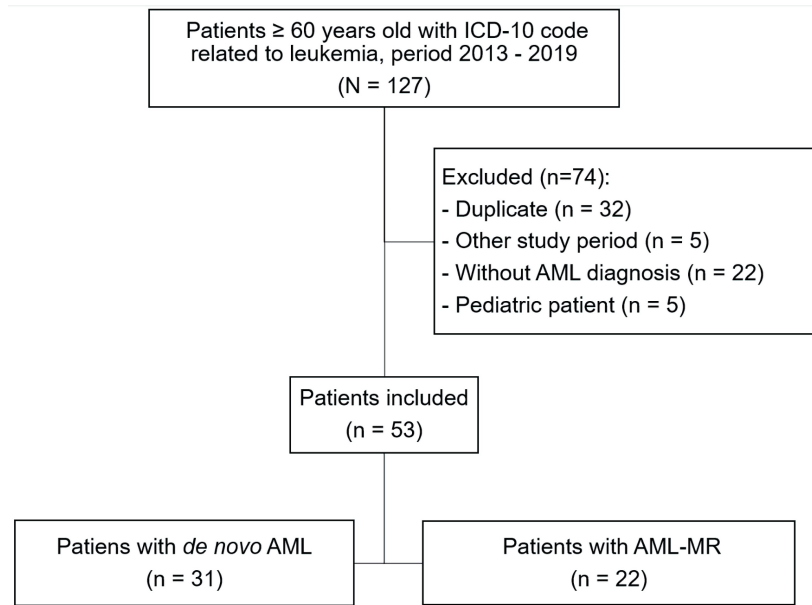 Patients ≥ 60 years old with ICD-10 code
related to leukemia, period 2013 - 2019
(N = 127)
Excluded (n=74):
- Duplicate (n = 32)
- Other study period (n = 5)
- Without AML diagnosis (n = 22)
- Pediatric patient (n = 5)
Patients included
(n = 53)
Patiens with de novo AML
(n = 31)
Patients with AML-MR
(n = 22)